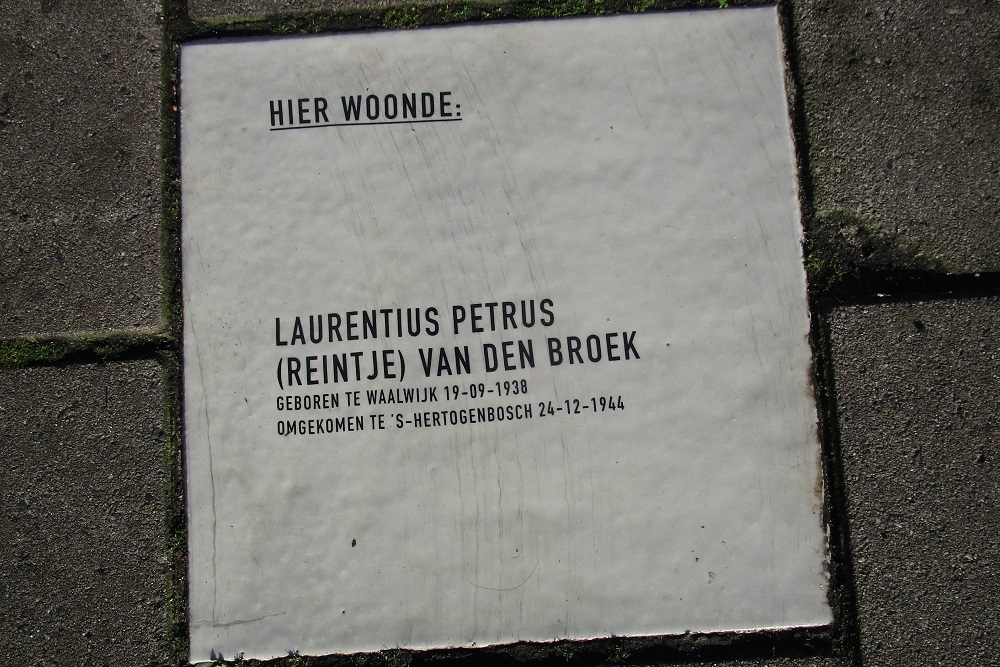 HIER WOONDE:
LAURENTIUS PETRUS
(REINTJE) VAN DEN BROEK
GEBOREN TE WAALWIJK 19-09-1938
OMGEKOMEN TE 'S-HERTOGENBOSCH 24-12-1944